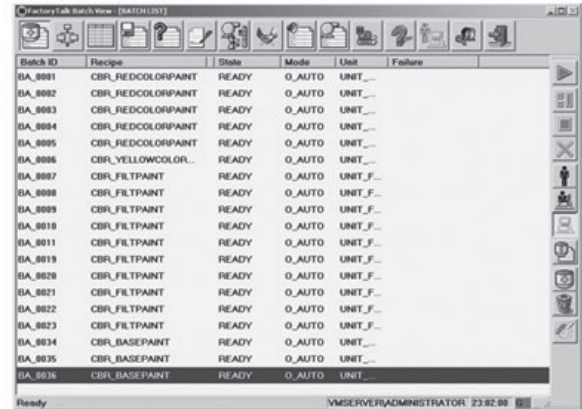 FactoryTalk Batch View - [BATCH LIST]
Batch ID Recipe State Mode Unit Failure
BA_0001 CBR_REDCOLORPAINT READY O_AUTO UNIT_...
BA_0002 CBR_REDCOLORPAINT READY O_AUTO UNIT_...
BA_0003 CBR_REDCOLORPAINT READY O_AUTO UNIT_...
BA_0004 CBR_REDCOLORPAINT READY O_AUTO UNIT_...
BA_0005 CBR_REDCOLORPAINT READY O_AUTO UNIT_...
BA_0006 CBR_YELLOWCOLOR... READY O_AUTO UNIT_...
BA_0007 CBR_FILTPAINT READY O_AUTO UNIT_F...
BA_0008 CBR_FILTPAINT READY O_AUTO UNIT_F...
BA_0009 CBR_FILTPAINT READY O_AUTO UNIT_F...
BA_0010 CBR_FILTPAINT READY O_AUTO UNIT_F...
BA_0011 CBR_FILTPAINT READY O_AUTO UNIT_F...
BA_0019 CBR_FILTPAINT READY O_AUTO UNIT_F...
BA_0020 CBR_FILTPAINT READY O_AUTO UNIT_F...
BA_0021 CBR_FILTPAINT READY O_AUTO UNIT_F...
BA_0022 CBR_FILTPAINT READY O_AUTO UNIT_F...
BA_0023 CBR_FILTPAINT READY O_AUTO UNIT_F...
BA_0034 CBR_BASEPAINT READY O_AUTO UNIT_...
BA_0035 CBR_BASEPAINT READY O_AUTO UNIT_...
BA_0036 CBR_BASEPAINT READY O_AUTO UNIT_...
Ready VMSERVER\ADMINISTRATOR 23:02:00